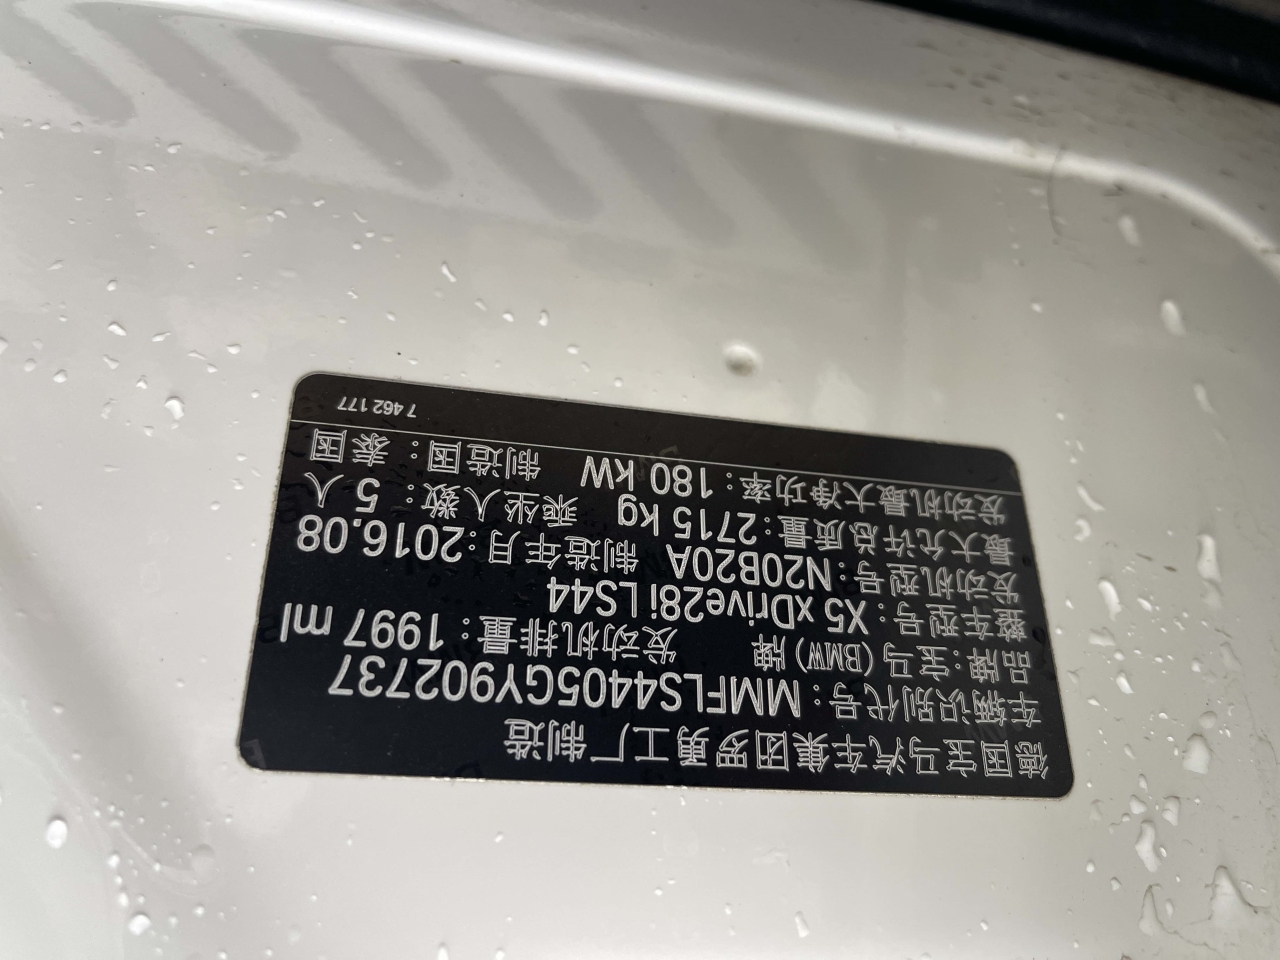 德国宝马汽车集团罗勇工厂 制造
车辆识别代号：MMFLS4405GY902737
品牌：宝马(BMW)牌 发动机排量：1997 ml
整车型号：X5 xDrive28i LS44
发动机型号：N20B20A 制造年月：2016.08
最大允许总质量：2715 kg 乘坐人数：5 人
发动机最大净功率：180 kW 制造国：泰国
7 462 177